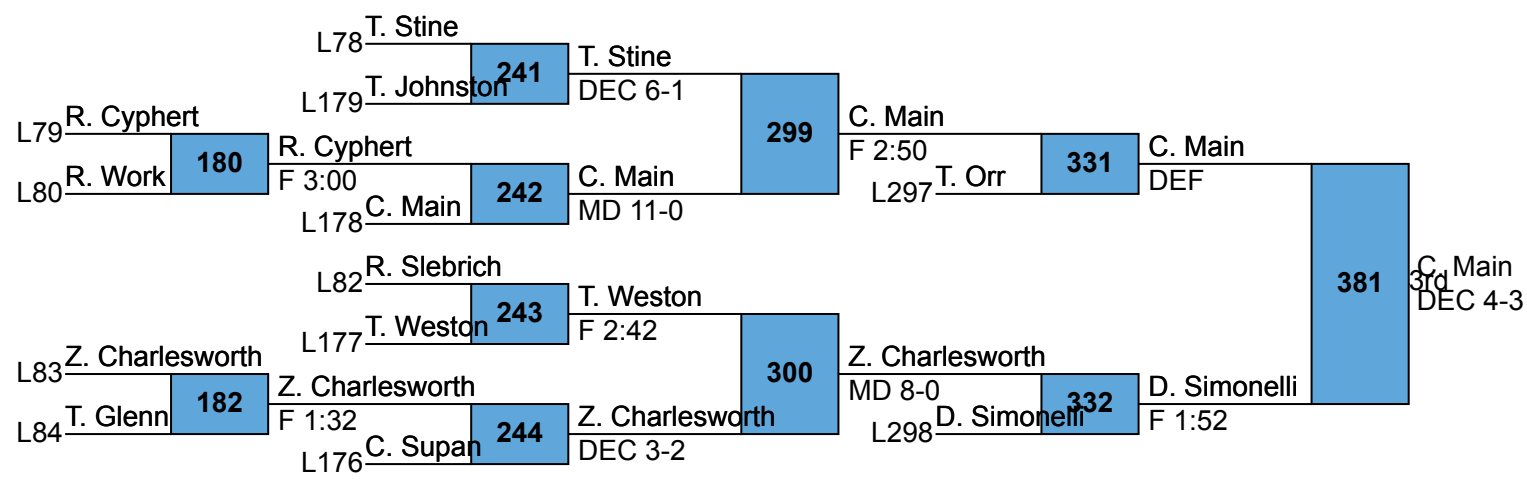 L78 T. Stine
241
T. Stine
L179 T. Johnston
DEC 6-1
L79 R. Cyphert
299
C. Main
180
R. Cyphert
F 2:50
331
C. Main
L80 R. Work
F 3:00
242
C. Main
L297 T. Orr
DEF
L178 C. Main
MD 11-0
L82 R. Slebrich
381
C. Main
3rd
DEC 4-3
243
T. Weston
L177 T. Weston
F 2:42
L83 Z. Charlesworth
300
Z. Charlesworth
182
Z. Charlesworth
MD 8-0
332
D. Simonelli
L84 T. Glenn
F 1:32
244
Z. Charlesworth
L298 D. Simonelli
F 1:52
L176 C. Supan
DEC 3-2